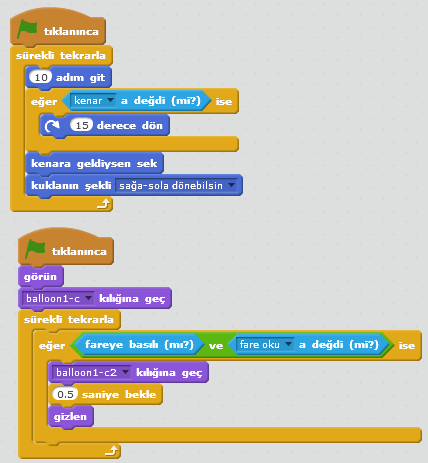 tıklanınca
sürekli tekrarla
10 adım git
eğer kenar a değdi (mi?) ise
15 derece dön
kenara geldiysen sek
kuklanın şekli sağa-sola dönebilsin
tıklanınca
görün
balloon1-c kılığına geç
sürekli tekrarla
eğer fareye basılı (mı?) ve fare oku a değdi (mi?) ise
balloon1-c2 kılığına geç
0.5 saniye bekle
gizlen